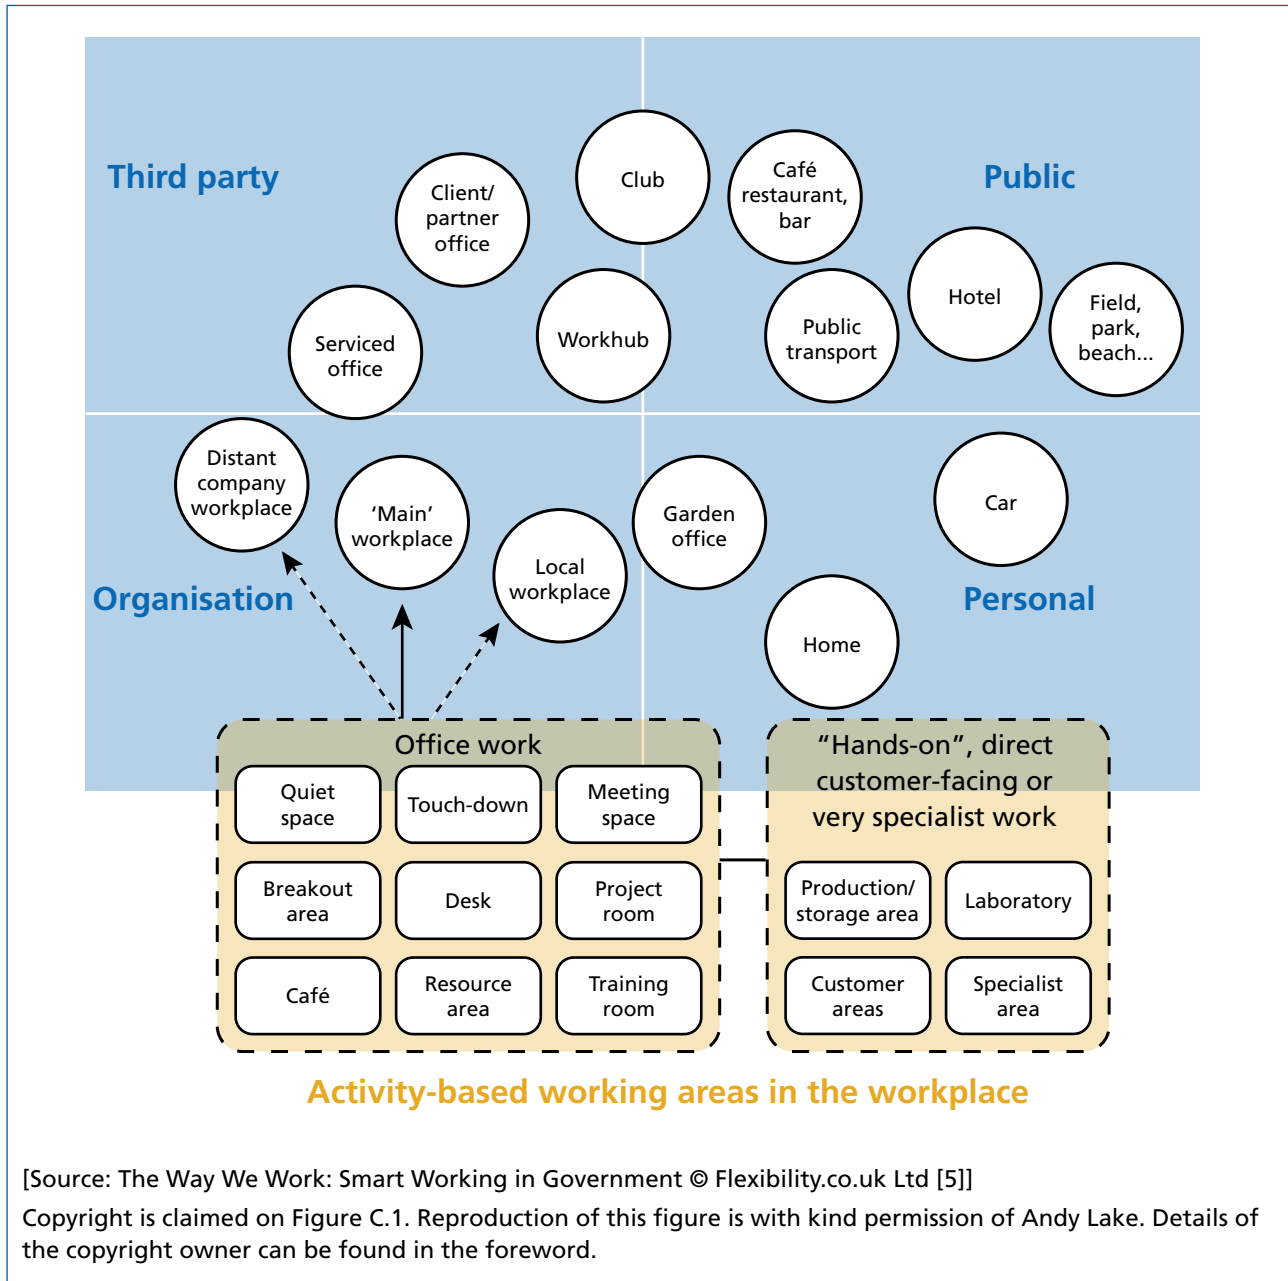 Third party
Public
Club
Café
restaurant,
bar
Client/
partner
office
Hotel
Field,
park,
beach...
Serviced
office
Workhub
Public
transport
Distant
company
workplace
‘Main’
workplace
Local
workplace
Garden
office
Car
Organisation
Personal
Home
Office work
Quiet
space
Touch-down
Meeting
space
Breakout
area
Desk
Project
room
Café
Resource
area
Training
room
“Hands-on”, direct
customer-facing or
very specialist work
Production/
storage area
Laboratory
Customer
areas
Specialist
area
Activity-based working areas in the workplace
[Source: The Way We Work: Smart Working in Government © Flexibility.co.uk Ltd [5]]
Copyright is claimed on Figure C.1. Reproduction of this figure is with kind permission of Andy Lake. Details of
the copyright owner can be found in the foreword.